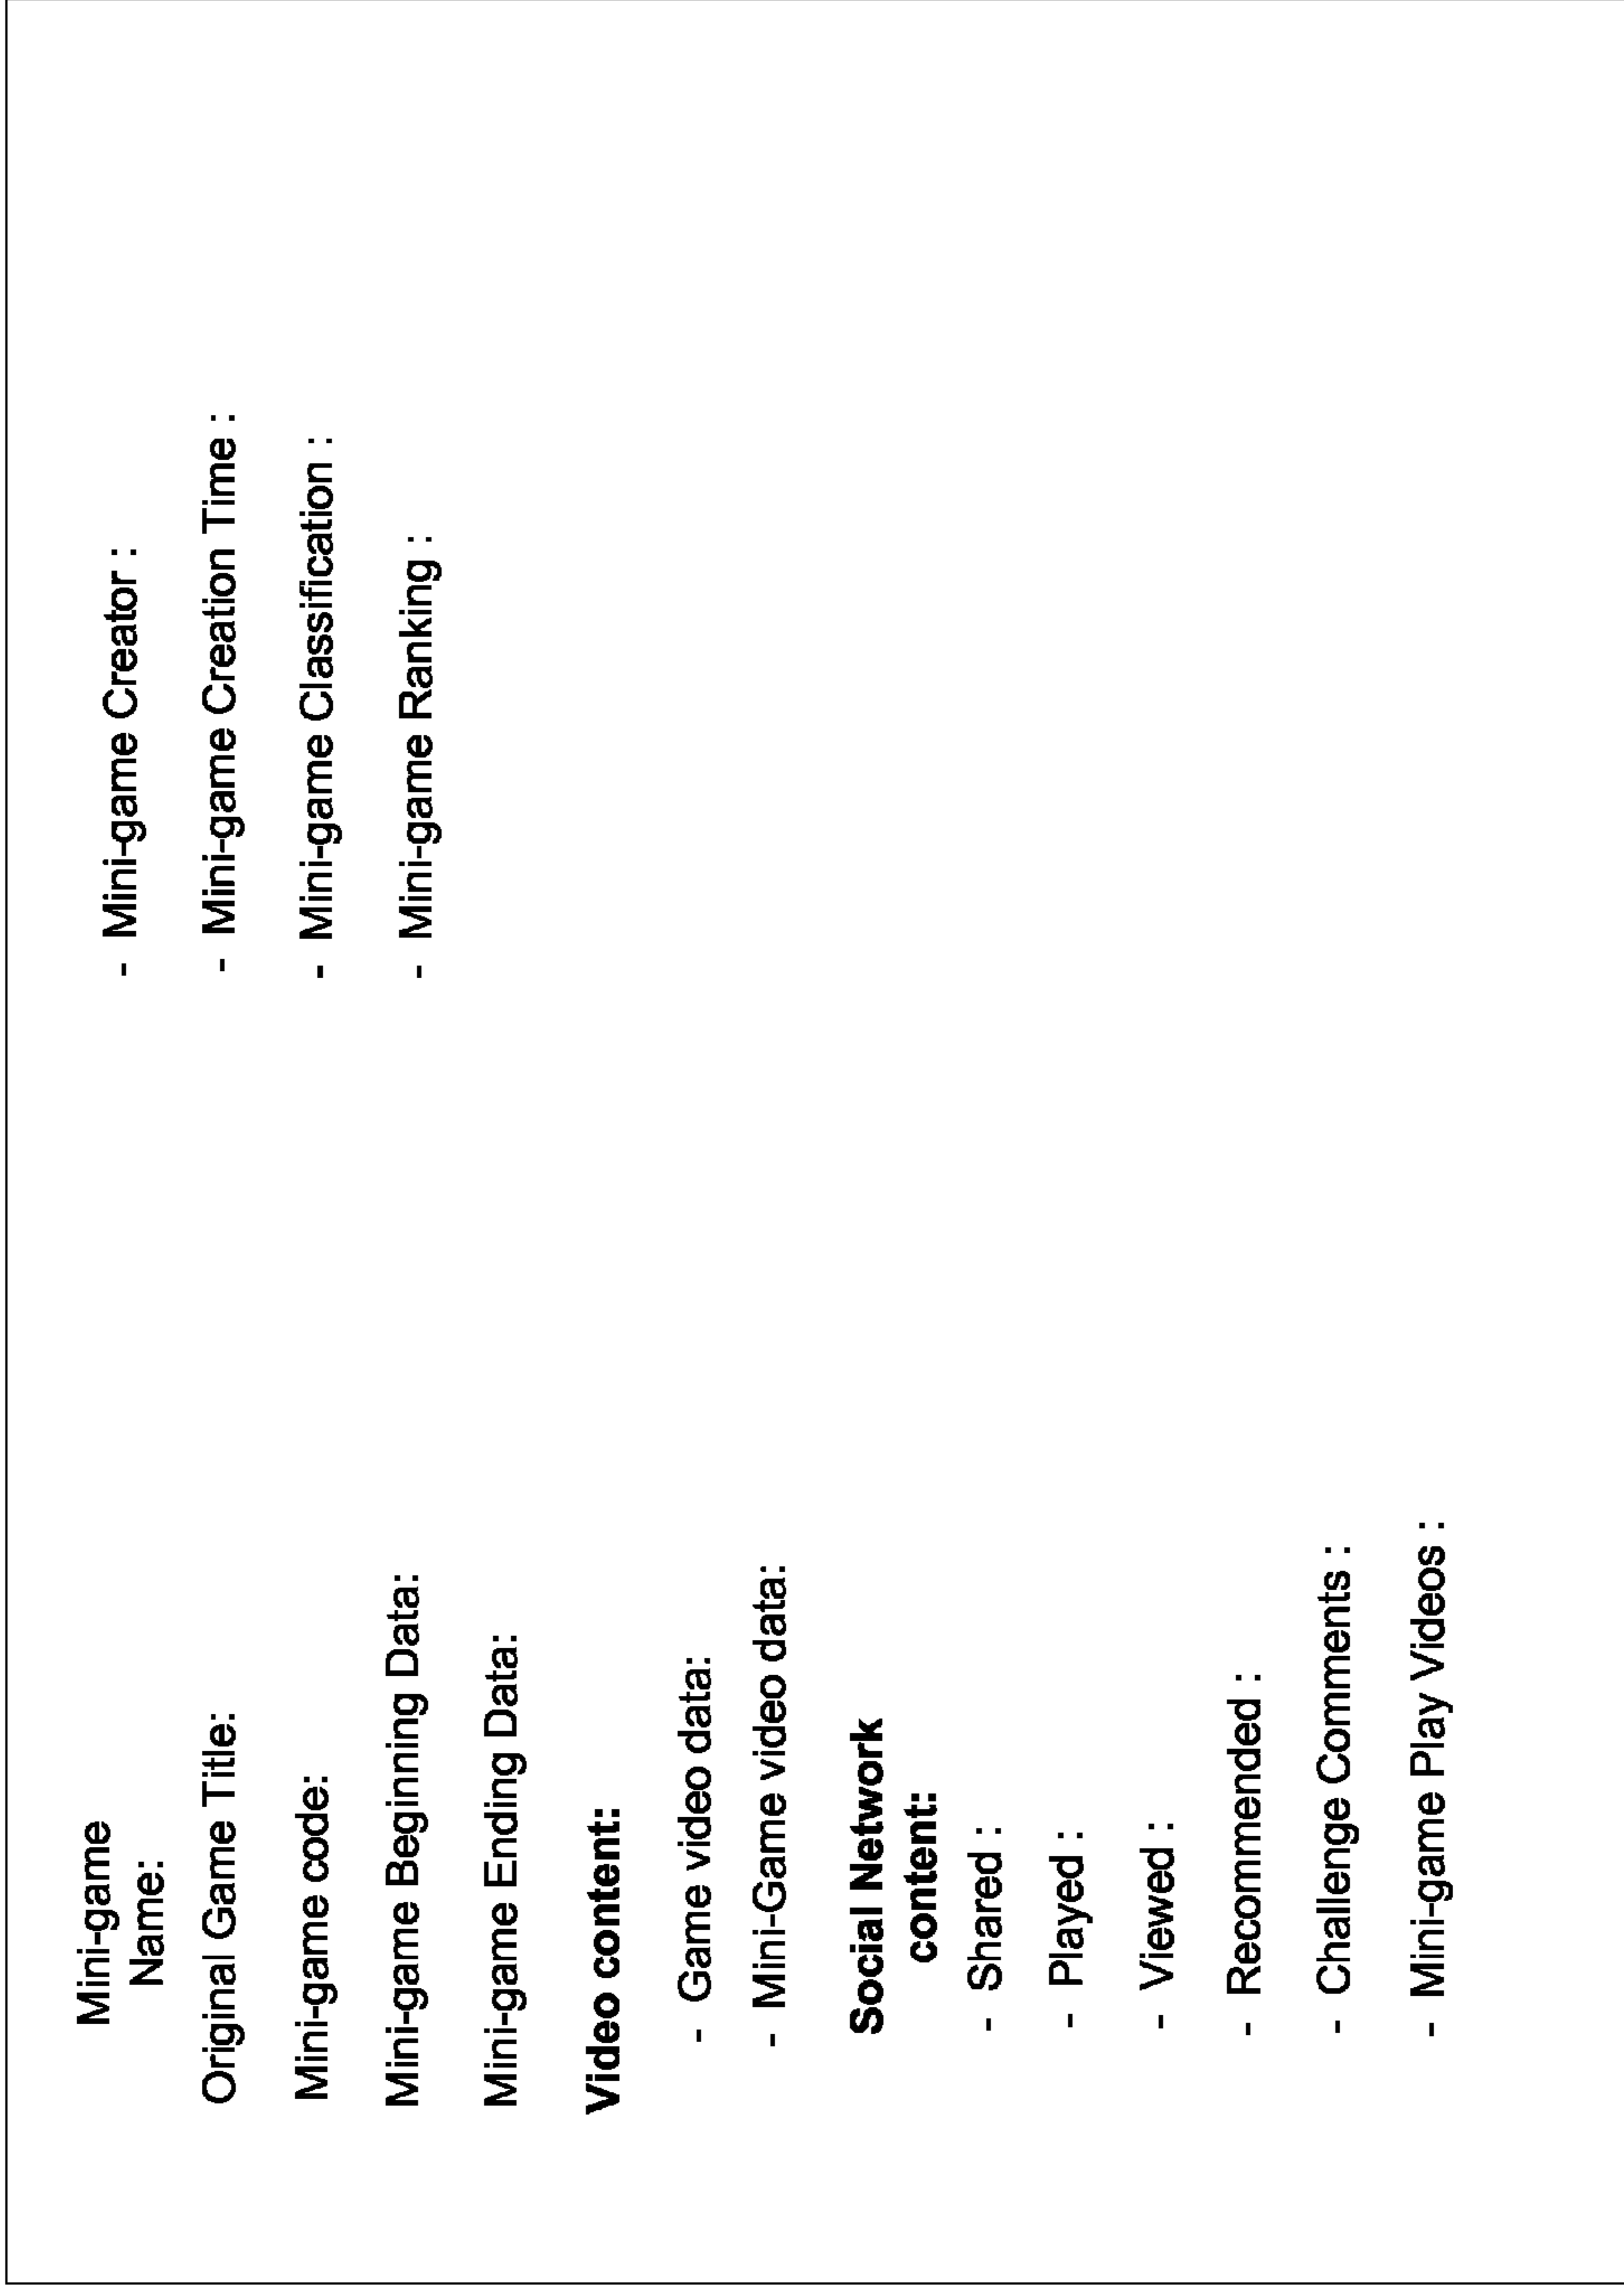 Mini-game
Name:
Original Game Title:
Mini-game code:
Mini-game Beginning Data:
Mini-game Ending Data:
Video content:
- Game video data:
- Mini-Game video data:
Social Network
content:
- Shared :
- Played :
- Viewed :
- Recommended :
- Challenge Comments :
- Mini-game Play Videos :
- Mini-game Creator :
- Mini-game Creation Time :
- Mini-game Classification :
- Mini-game Ranking :